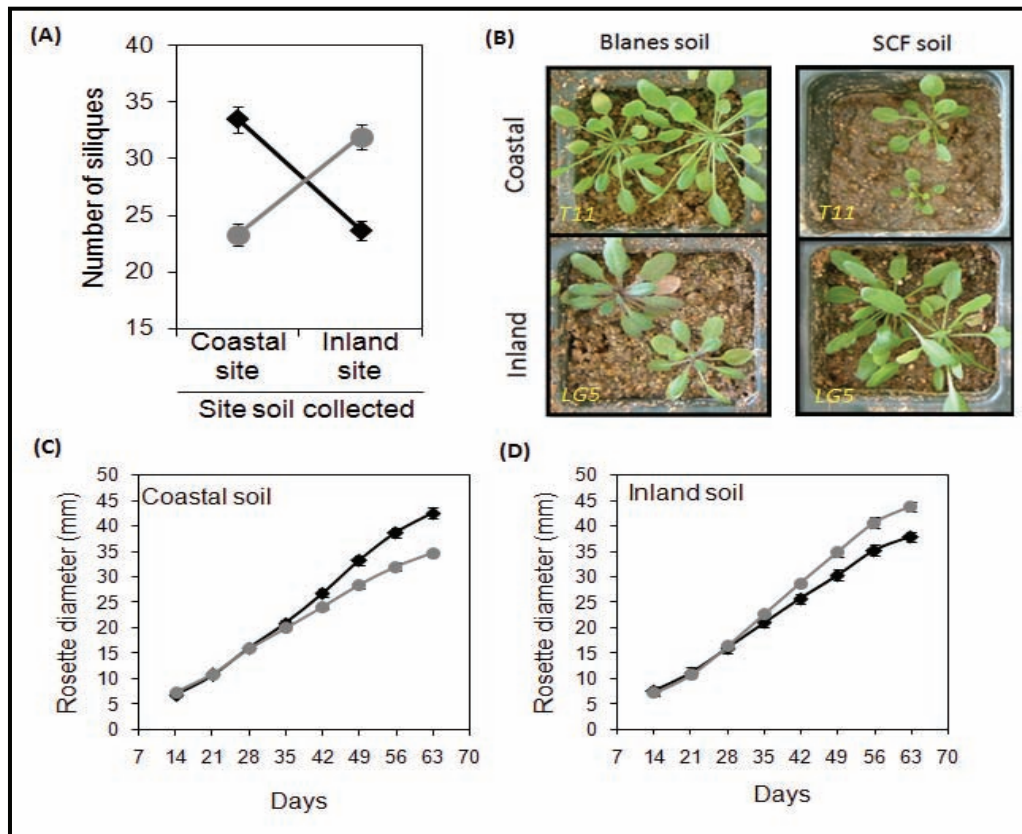 (A)
Number of siliques
40
35
30
25
20
15
Coastal site
Inland site
Site soil collected
(B)
Blanes soil
SCF soil
Coastal
Inland
T11
T11
LG5
LG5
(C)
Coastal soil
Rosette diameter (mm)
50
45
40
35
30
25
20
15
10
5
0
7 14 21 28 35 42 49 56 63 70
Days
(D)
Inland soil
Rosette diameter (mm)
50
45
40
35
30
25
20
15
10
5
0
7 14 21 28 35 42 49 56 63 70
Days